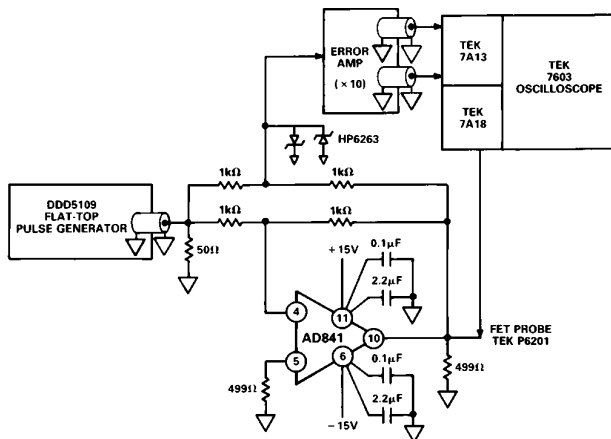 ERROR
AMP
(×10)
TEK
7A13
TEK
7603
OSCILLOSCOPE
TEK
7A18
HP6263
1kΩ
1kΩ
DDD5109
FLAT-TOP
PULSE GENERATOR
1kΩ
1kΩ
50Ω
0.1μF
+15V
2.2μF
4
11
AD841
10
FET PROBE
TEK P6201
5
6
0.1μF
499Ω
499Ω
2.2μF
−15V